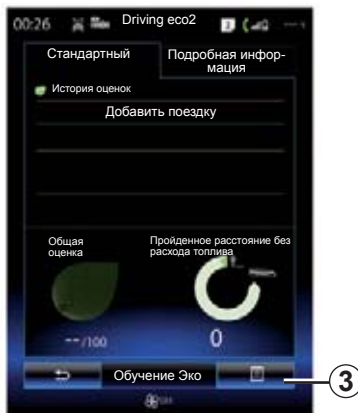 00:26 Driving eco2 2
Стандартный
Подробная инфор-
мация
История оценок
Добавить поездку
Общая
оценка
Пройденное расстояние без
расхода топлива
--/100
0
Обучение Эко
3